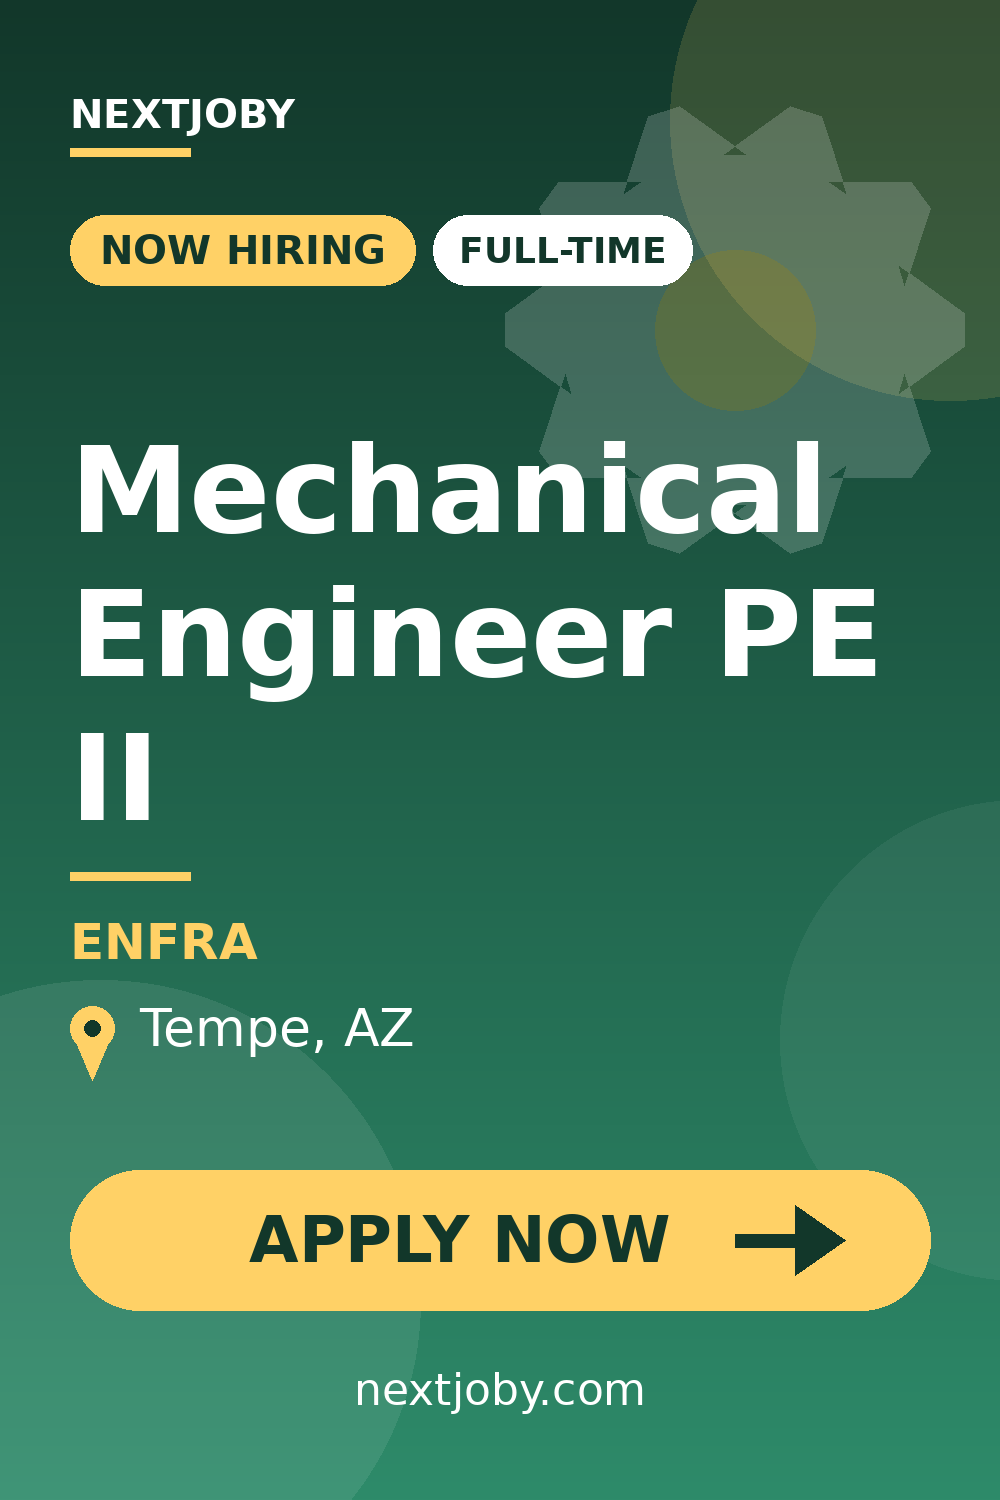 NEXTJOBY
NOW HIRING FULL-TIME
Mechanical
Engineer PE
II
ENFRA
Tempe, AZ
APPLY NOW
nextjoby.com